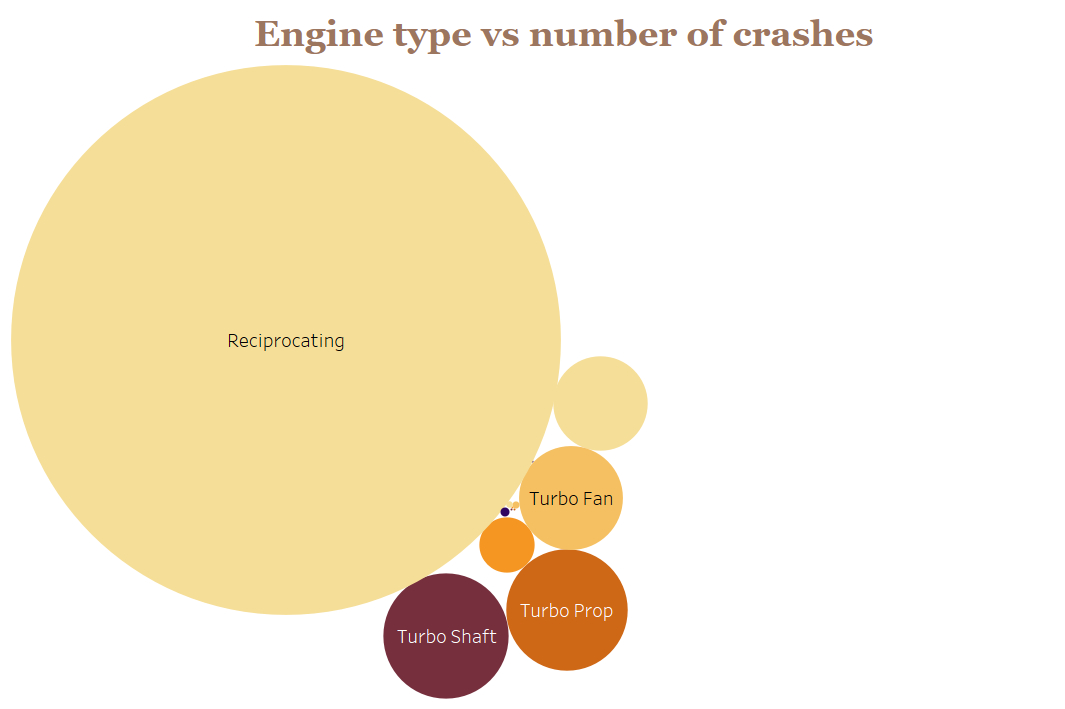 Engine type vs number of crashes
Reciprocating
Turbo Fan
Turbo Prop
Turbo Shaft